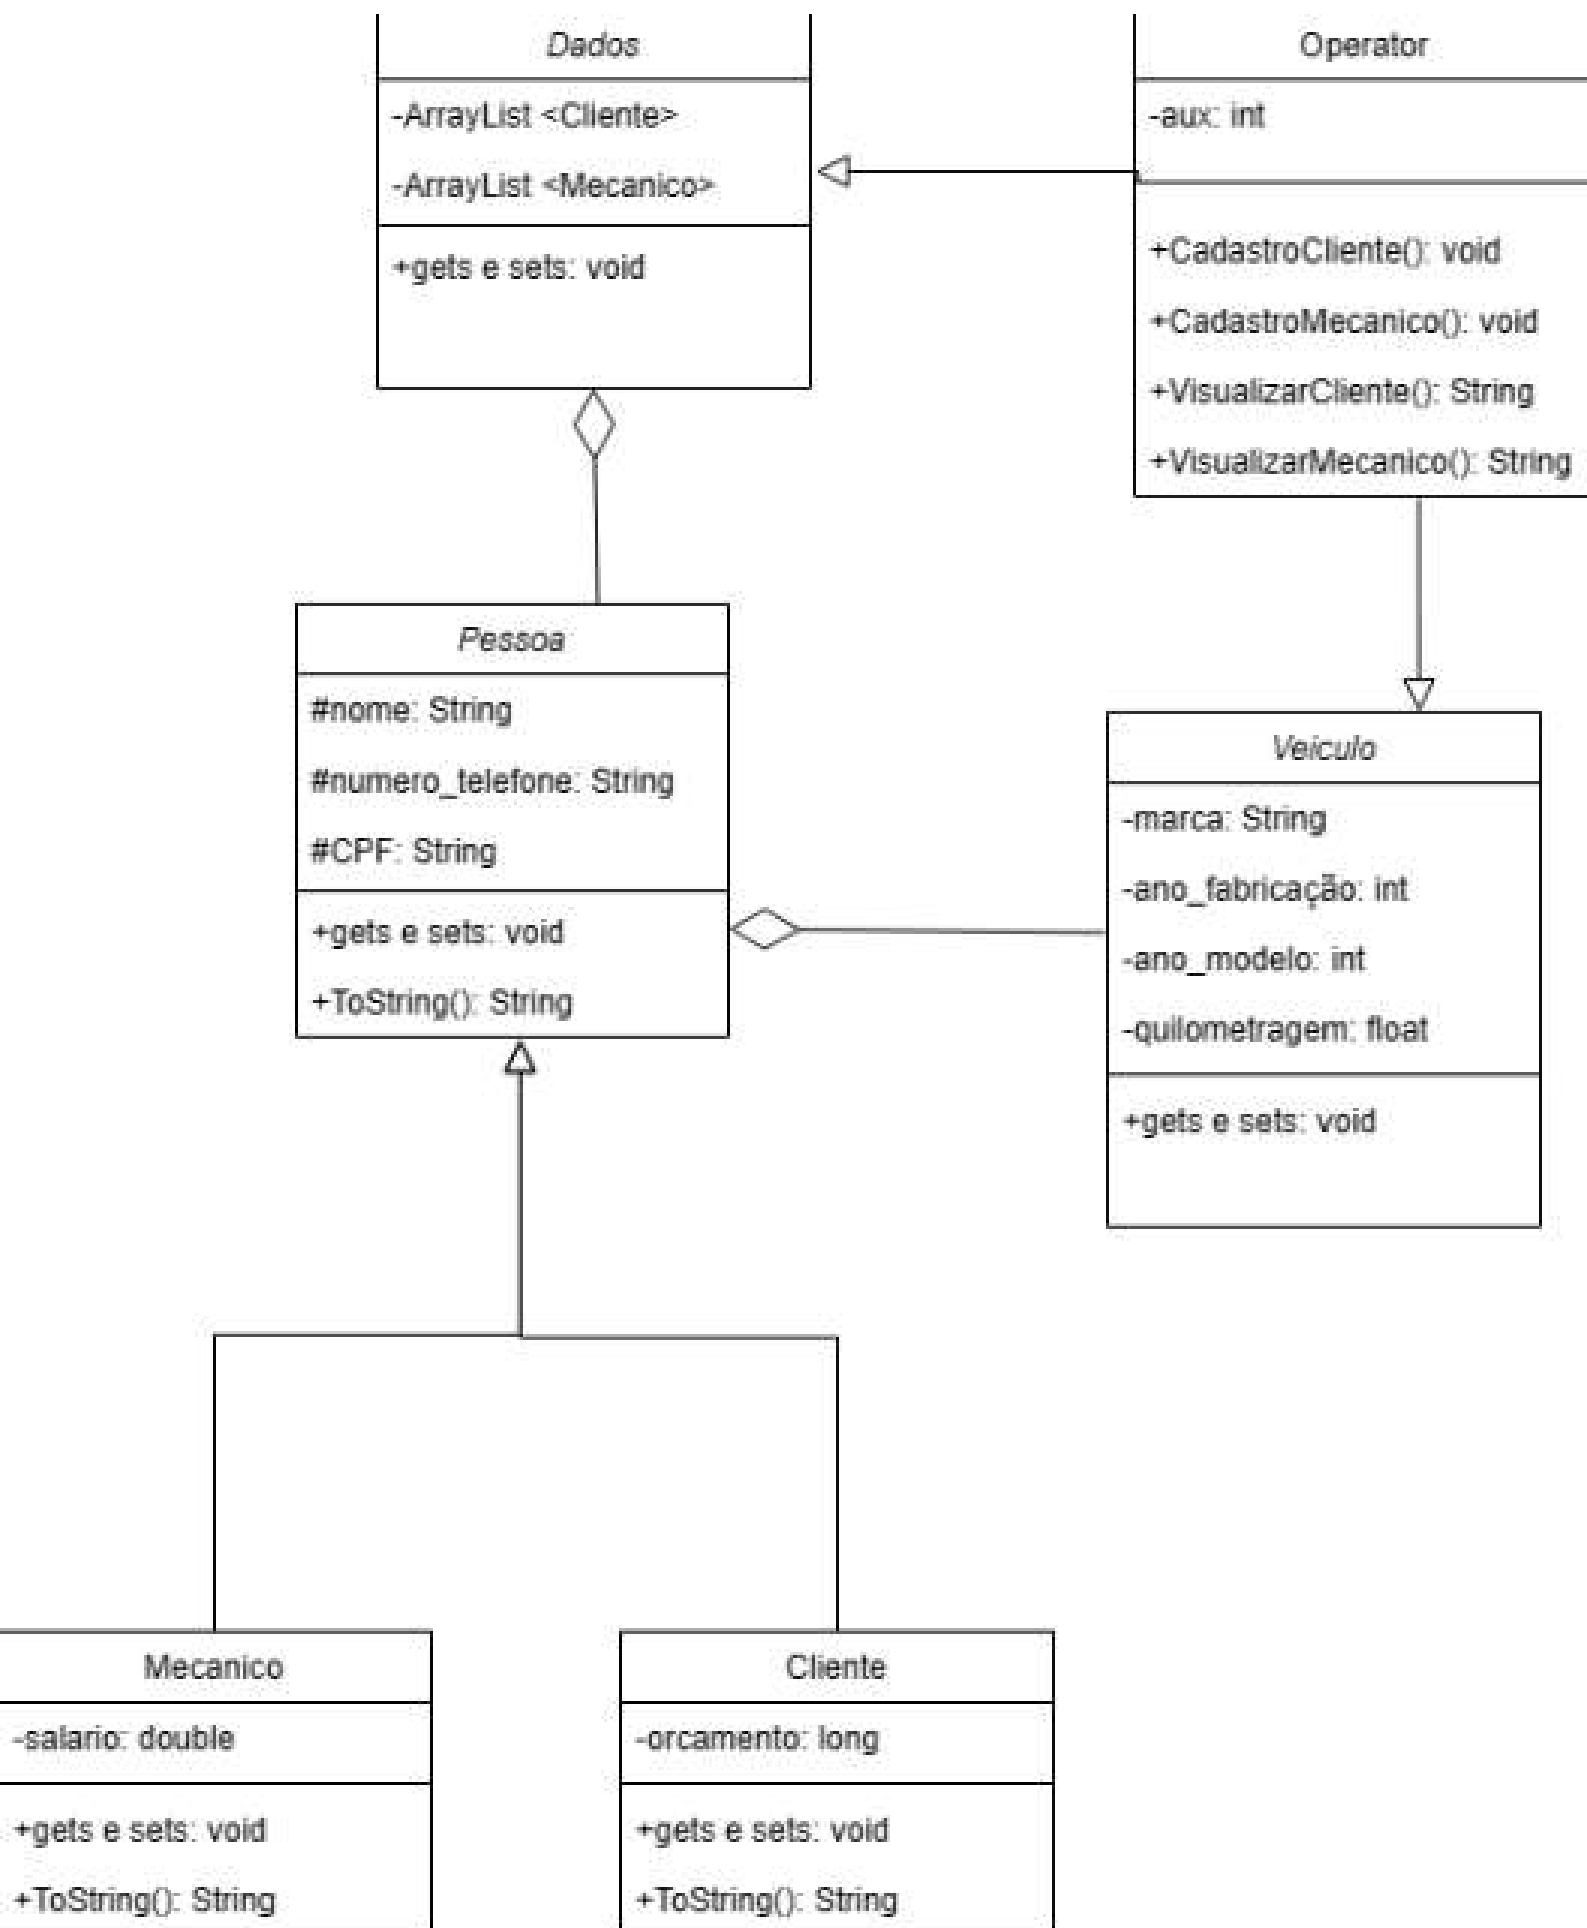 Dados
-ArrayList <Cliente>
-ArrayList <Mecanico>
+gets e sets: void
Operator
-aux: int
+CadastroCliente(): void
+CadastroMecanico(): void
+VisualizarCliente(): String
+VisualizarMecanico(): String
Pessoa
#nome: String
#numero_telefone: String
#CPF: String
+gets e sets: void
+ToString(): String
Veiculo
-marca: String
-ano_fabricação: int
-ano_modelo: int
-quilometragem: float
+gets e sets: void
Mecanico
-salario: double
+gets e sets: void
+ToString(): String
Cliente
-orcamento: long
+gets e sets: void
+ToString(): String